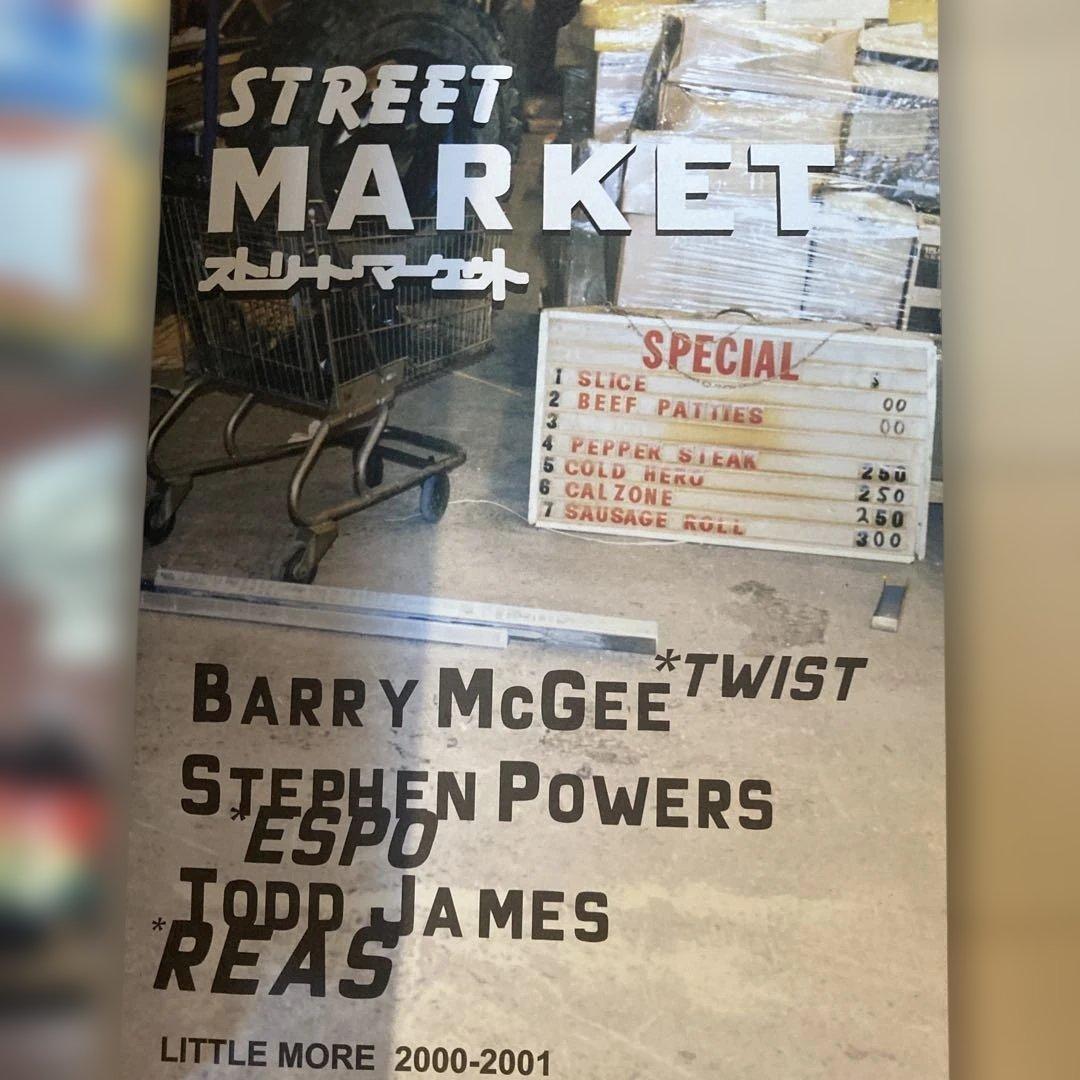 STREET
MARKET
ストリート・マーケット
SPECIAL
1 SLICE $
2 BEEF PATTIES 00
3 00
4 PEPPER STEAK
5 COLD HERO 250
6 CALZONE 250
7 SAUSAGE ROLL 250
300
BARRY MCGEE *TWIST
STEPHEN POWERS
*ESPO
TODD JAMES
*REAS
LITTLE MORE 2000-2001